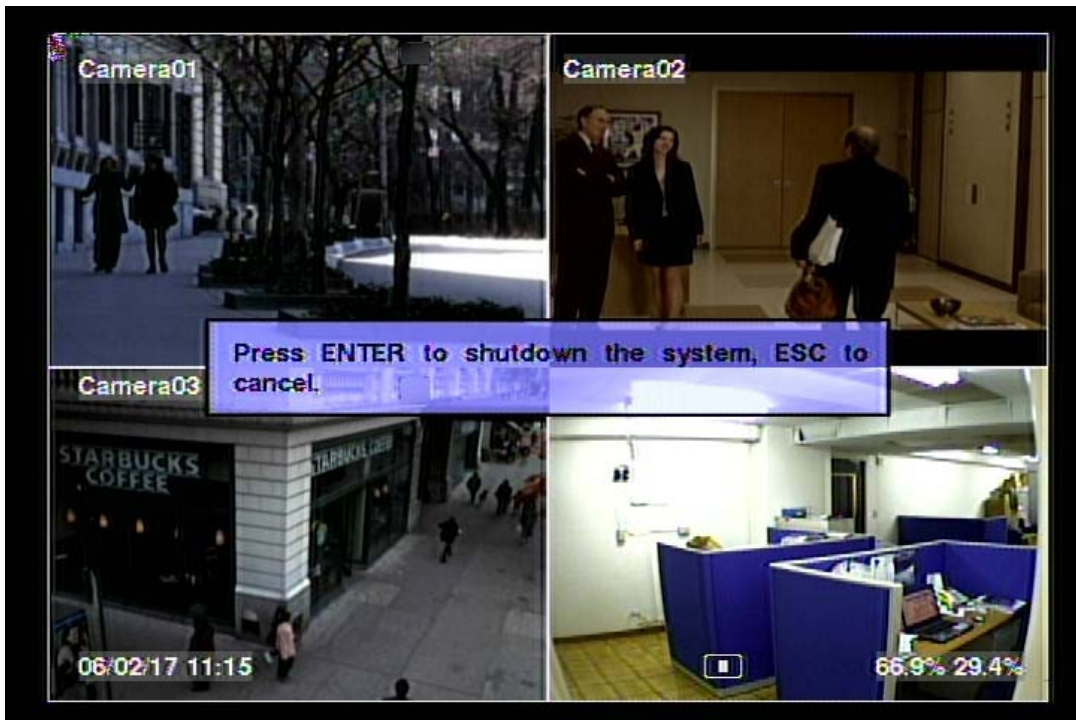 Camera01
Camera02
Press ENTER to shutdown the system, ESC to
cancel.
Camera03
STARBUCKS
COFFEE
STARBUCKS COFFEE
06/02/17 11:15
66.9% 29.4%